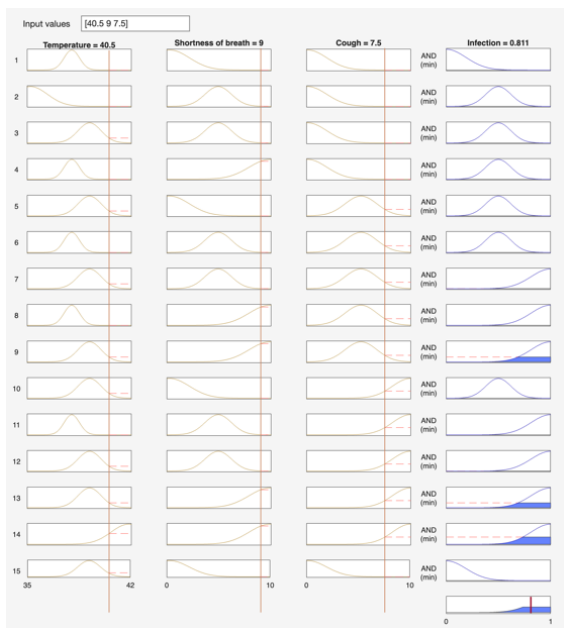 Input values [40.5 9 7.5]
Temperature = 40.5 Shortness of breath = 9 Cough = 7.5 Infection = 0.811
1 AND (min)
2 AND (min)
3 AND (min)
4 AND (min)
5 AND (min)
6 AND (min)
7 AND (min)
8 AND (min)
9 AND (min)
10 AND (min)
11 AND (min)
12 AND (min)
13 AND (min)
14 AND (min)
15 AND (min)
35 42 0 10 0 10
0 1